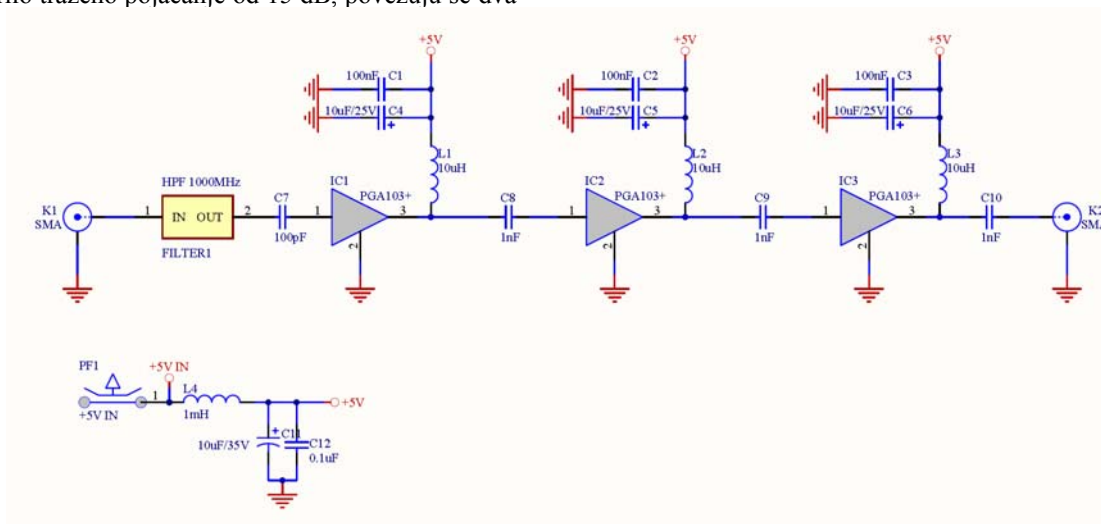 +5V
+5V
+5V
100nF C1
100nF C2
100nF C3
10uF/25V C4
10uF/25V C5
10uF/25V C6
+
+
+
L1
10uH
L2
10uH
L3
10uH
HPF 1000MHz
IC1
PGA103+
IC2
PGA103+
IC3
PGA103+
K1
SMA
1 IN OUT 2
C7
100pF
1 3
2
C8
1nF
1 3
2
C9
1nF
1 3
2
C10
1nF
K2
FILTER1
PF1
+5V IN
+5V IN
1
L4
1mH
+5V
10uF/35V
+
C11
C12
0.1uF